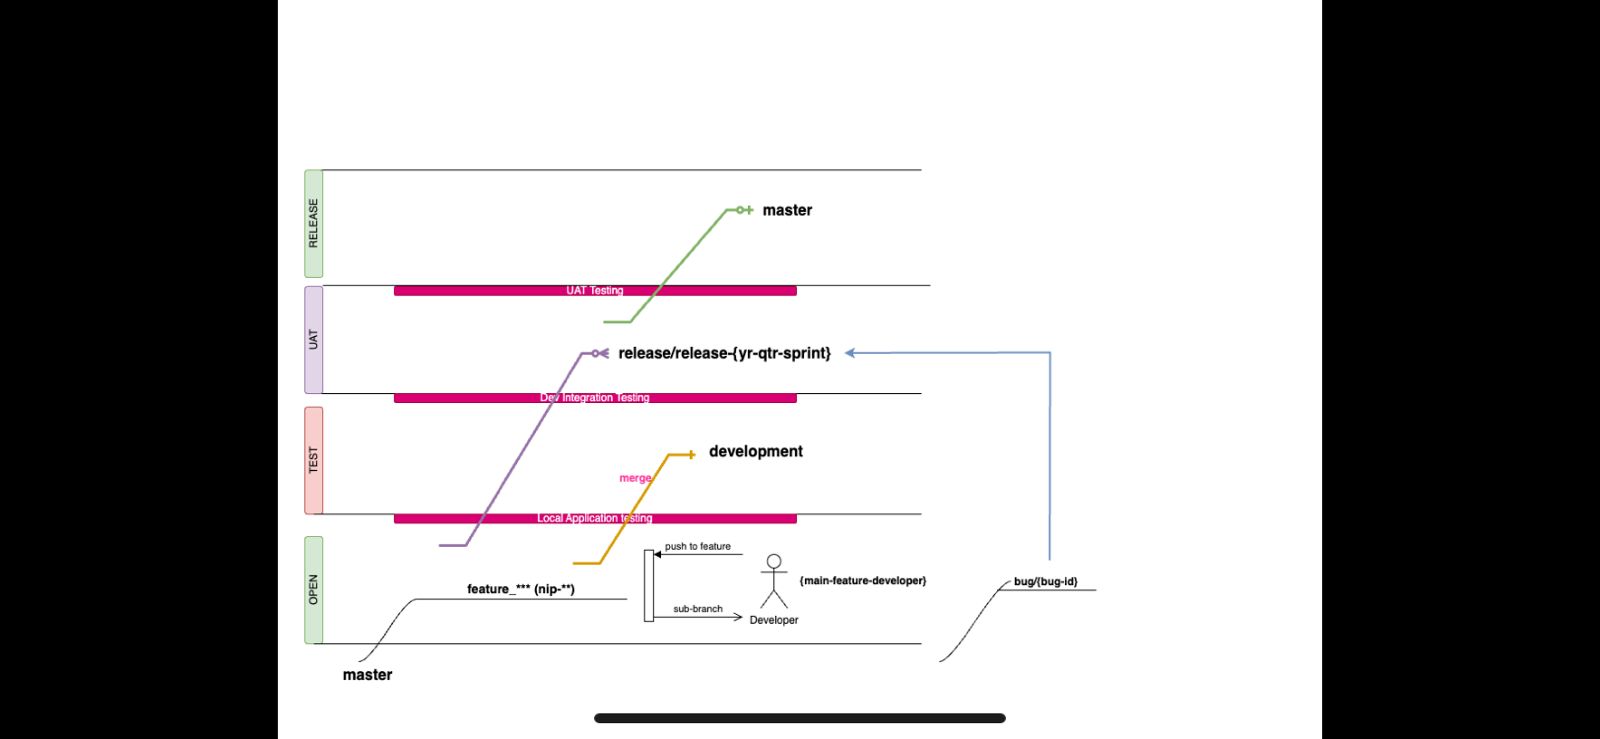 RELEASE
master
UAT Testing
UAT
release/release-{yr-qtr-sprint}
Dev Integration Testing
TEST
development
merge
Local Application testing
OPEN
push to feature
{main-feature-developer}
bug/{bug-id}
feature_*** (nip-**)
sub-branch
Developer
master